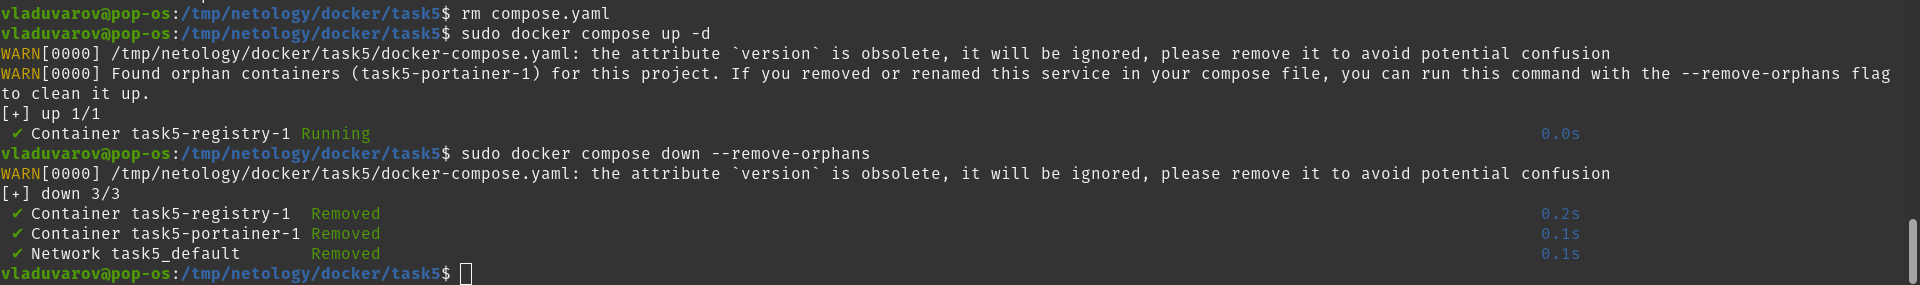 vladuvarov@pop-os:/tmp/netology/docker/task5$ rm compose.yaml
vladuvarov@pop-os:/tmp/netology/docker/task5$ sudo docker compose up -d
WARN[0000] /tmp/netology/docker/task5/docker-compose.yaml: the attribute `version` is obsolete, it will be ignored, please remove it to avoid potential confusion
WARN[0000] Found orphan containers (task5-portainer-1) for this project. If you removed or renamed this service in your compose file, you can run this command with the --remove-orphans flag
to clean it up.
[+] up 1/1
✔ Container task5-registry-1 Running 0.0s
vladuvarov@pop-os:/tmp/netology/docker/task5$ sudo docker compose down --remove-orphans
WARN[0000] /tmp/netology/docker/task5/docker-compose.yaml: the attribute `version` is obsolete, it will be ignored, please remove it to avoid potential confusion
[+] down 3/3
✔ Container task5-registry-1 Removed 0.2s
✔ Container task5-portainer-1 Removed 0.1s
✔ Network task5_default Removed 0.1s
vladuvarov@pop-os:/tmp/netology/docker/task5$